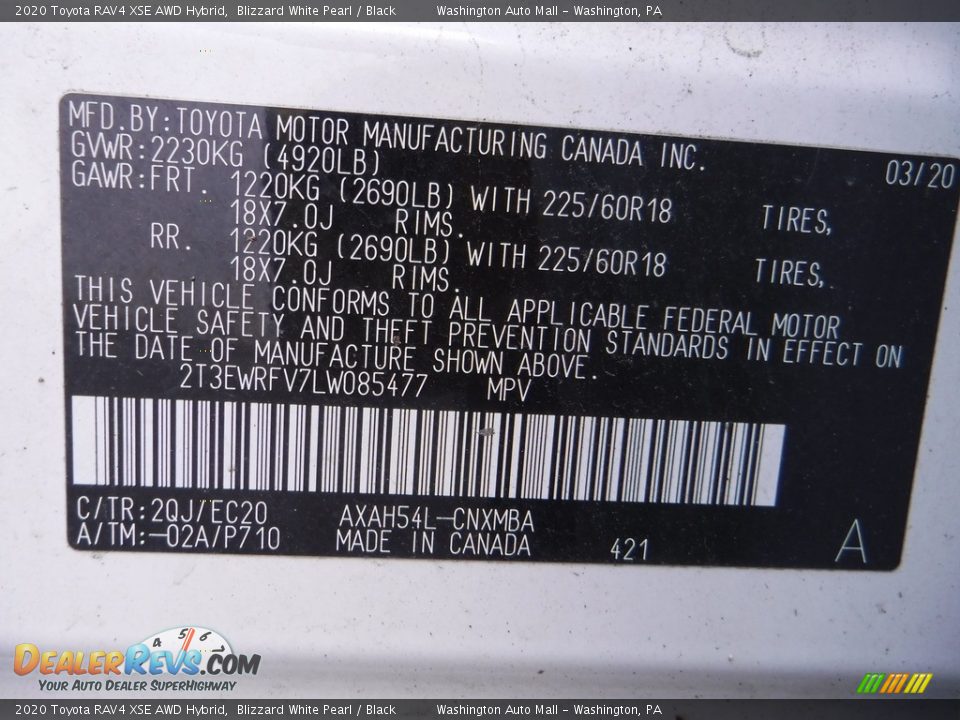 2020 Toyota RAV4 XSE AWD Hybrid, Blizzard White Pearl / Black Washington Auto Mall - Washington, PA
MFD.BY:TOYOTA MOTOR MANUFACTURING CANADA INC.
GVWR:2230KG (4920LB) 03/20
GAWR:FRT. 1220KG (2690LB) WITH 225/60R18 TIRES,
18X7.0J RIMS.
RR. 1220KG (2690LB) WITH 225/60R18 TIRES,
18X7.0J RIMS.
THIS VEHICLE CONFORMS TO ALL APPLICABLE FEDERAL MOTOR
VEHICLE SAFETY AND THEFT PREVENTION STANDARDS IN EFFECT ON
THE DATE OF MANUFACTURE SHOWN ABOVE.
2T3EWRFV7LW085477 MPV
C/TR:2QJ/EC20 AXAH54L-CNXMBA
A/TM:-02A/P710 MADE IN CANADA 421 A
4 5 6
DEALERREVS.COM
YOUR AUTO DEALER SUPERHIGHWAY
2020 Toyota RAV4 XSE AWD Hybrid, Blizzard White Pearl / Black Washington Auto Mall - Washington, PA